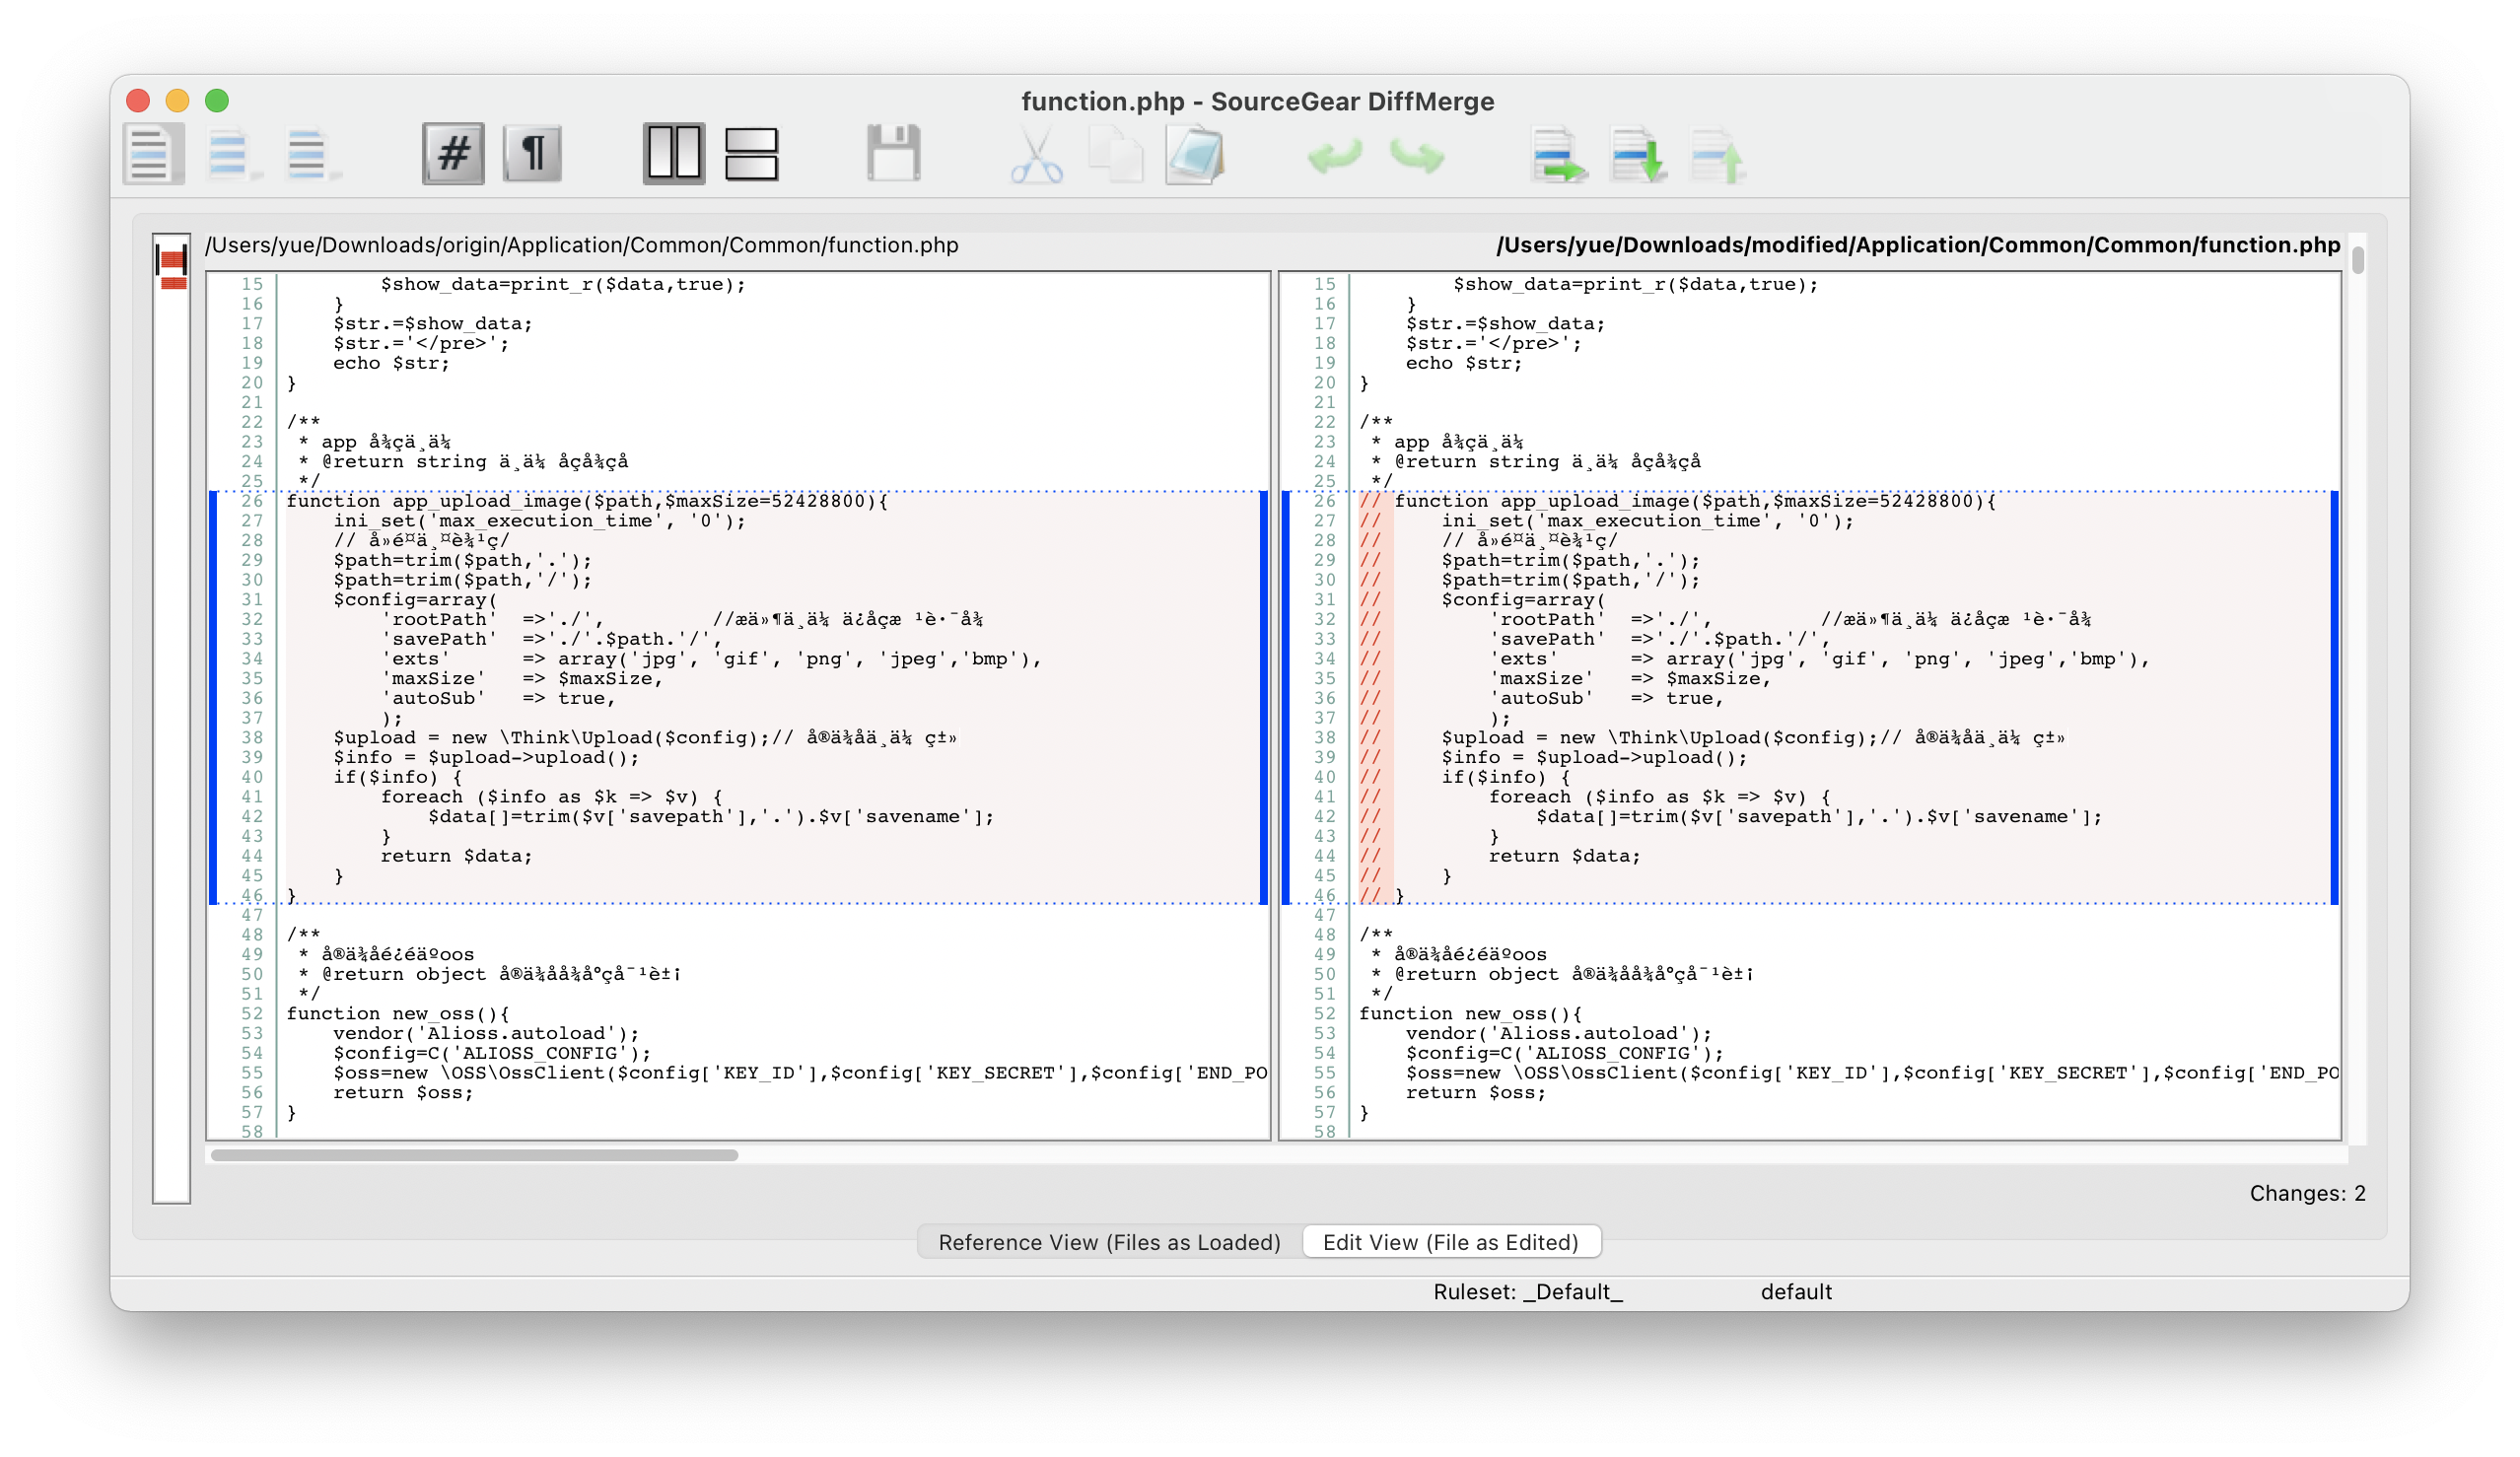 function.php - SourceGear DiffMerge
/Users/yue/Downloads/origin/Application/Common/Common/function.php
15         $show_data=print_r($data,true);
16     }
17     $str.=$show_data;
18     $str.='</pre>';
19     echo $str;
20 }
21
22 /**
23  * app å¾çä¸ä¼
24  * @return string ä¸ä¼ åçå¾çå
25  */
26 function app_upload_image($path,$maxSize=52428800){
27     ini_set('max_execution_time', '0');
28     // å»é¤ä¸¤è¾¹ç/
29     $path=trim($path,'.');
30     $path=trim($path,'/');
31     $config=array(
32         'rootPath'  =>'./',         //æä»¶ä¸ä¼ ä¿åçæ ¹è·¯å¾
33         'savePath'  =>'./'.$path.'/',
34         'exts'      => array('jpg', 'gif', 'png', 'jpeg','bmp'),
35         'maxSize'   => $maxSize,
36         'autoSub'   => true,
37         );
38     $upload = new \Think\Upload($config);// å®ä¾åä¸ä¼ ç±»
39     $info = $upload->upload();
40     if($info) {
41         foreach ($info as $k => $v) {
42             $data[]=trim($v['savepath'],'.').$v['savename'];
43         }
44         return $data;
45     }
46 }
47
48 /**
49  * å®ä¾åé¿éäºoos
50  * @return object å®ä¾åå¾å°çå¯¹è±¡
51  */
52 function new_oss(){
53     vendor('Alioss.autoload');
54     $config=C('ALIOSS_CONFIG');
55     $oss=new \OSS\OssClient($config['KEY_ID'],$config['KEY_SECRET'],$config['END_PO
56     return $oss;
57 }
58
/Users/yue/Downloads/modified/Application/Common/Common/function.php
15         $show_data=print_r($data,true);
16     }
17     $str.=$show_data;
18     $str.='</pre>';
19     echo $str;
20 }
21
22 /**
23  * app å¾çä¸ä¼
24  * @return string ä¸ä¼ åçå¾çå
25  */
26 // function app_upload_image($path,$maxSize=52428800){
27 //     ini_set('max_execution_time', '0');
28 //     // å»é¤ä¸¤è¾¹ç/
29 //     $path=trim($path,'.');
30 //     $path=trim($path,'/');
31 //     $config=array(
32 //         'rootPath'  =>'./',         //æä»¶ä¸ä¼ ä¿åçæ ¹è·¯å¾
33 //         'savePath'  =>'./'.$path.'/',
34 //         'exts'      => array('jpg', 'gif', 'png', 'jpeg','bmp'),
35 //         'maxSize'   => $maxSize,
36 //         'autoSub'   => true,
37 //         );
38 //     $upload = new \Think\Upload($config);// å®ä¾åä¸ä¼ ç±»
39 //     $info = $upload->upload();
40 //     if($info) {
41 //         foreach ($info as $k => $v) {
42 //             $data[]=trim($v['savepath'],'.').$v['savename'];
43 //         }
44 //         return $data;
45 //     }
46 // }
47
48 /**
49  * å®ä¾åé¿éäºoos
50  * @return object å®ä¾åå¾å°çå¯¹è±¡
51  */
52 function new_oss(){
53     vendor('Alioss.autoload');
54     $config=C('ALIOSS_CONFIG');
55     $oss=new \OSS\OssClient($config['KEY_ID'],$config['KEY_SECRET'],$config['END_PO
56     return $oss;
57 }
58
Changes: 2
Reference View (Files as Loaded)
Edit View (File as Edited)
Ruleset: _Default_
default